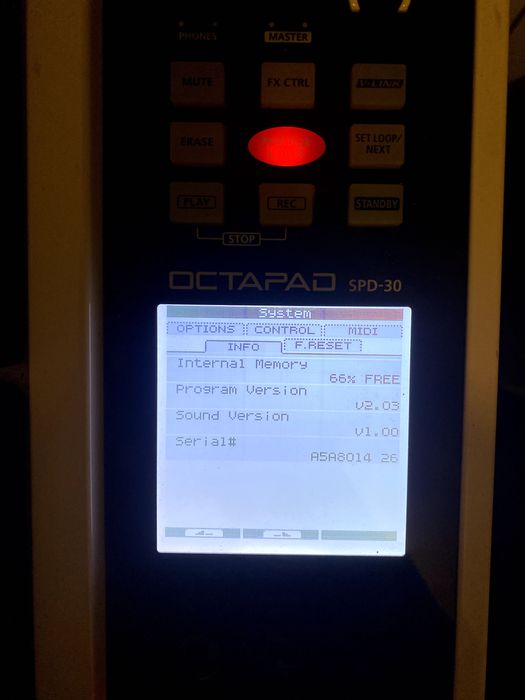 PHONES MASTER
MUTE FX CTRL V-LINK
ERASE SET LOOP/
NEXT
PLAY REC STANDBY
STOP
OCTAPAD SPD-30
System
OPTIONS CONTROL MIDI
INFO F.RESET
Internal Memory
66% FREE
Program Version
v2.03
Sound Version
v1.00
Serial#
A5A8014 26